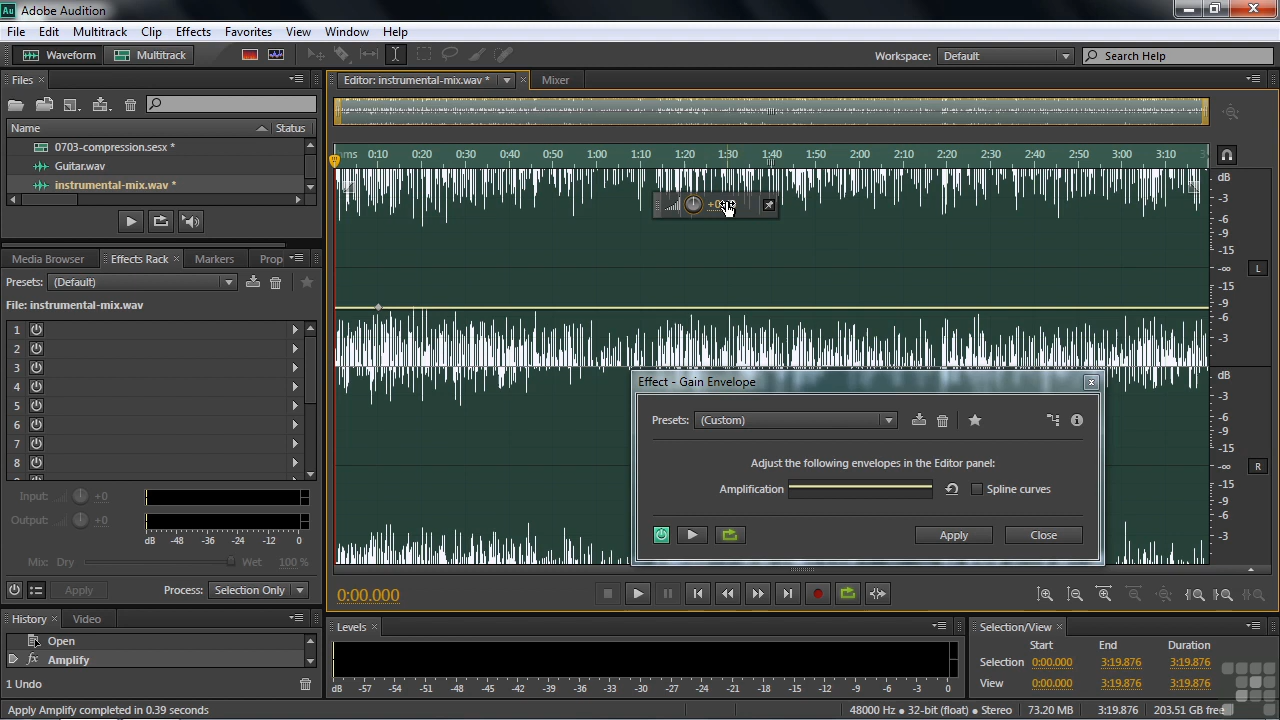 Au Adobe Audition
File Edit Multitrack Clip Effects Favorites View Window Help
Waveform Multitrack Workspace: Default Search Help
Files × Editor: instrumental-mix.wav * × Mixer
Name Status
0703-compression.sesx *
Guitar.wav
instrumental-mix.wav *
hms 0:10 0:20 0:30 0:40 0:50 1:00 1:10 1:20 1:30 1:40 1:50 2:00 2:10 2:20 2:30 2:40 2:50 3:00 3:10
dB
-3
-6
-9
-15
-∞ L
-15
-9
-6
-3
dB
-3
-6
-9
-15
-∞ R
-15
-9
-6
-3
Media Browser Effects Rack × Markers Prop
Presets: (Default)
File: instrumental-mix.wav
1
2
3
4
5
6
7
8
Input: +0
Output: +0
dB -48 -36 -24 -12 0
Mix: Dry Wet 100 %
Apply Process: Selection Only
Effect - Gain Envelope
Presets: (Custom)
Adjust the following envelopes in the Editor panel:
Amplification Spline curves
Apply Close
0:00.000
History × Video
Open
fx Amplify
1 Undo
Levels ×
dB -57 -54 -51 -48 -45 -42 -39 -36 -33 -30 -27 -24 -21 -18 -15 -12 -9 -6 -3 0
Selection/View ×
Start End Duration
Selection 0:00.000 3:19.876 3:19.876
View 0:00.000 3:19.876 3:19.876
Apply Amplify completed in 0.39 seconds 48000 Hz • 32-bit (float) • Stereo 73.20 MB 3:19.876 203.51 GB free